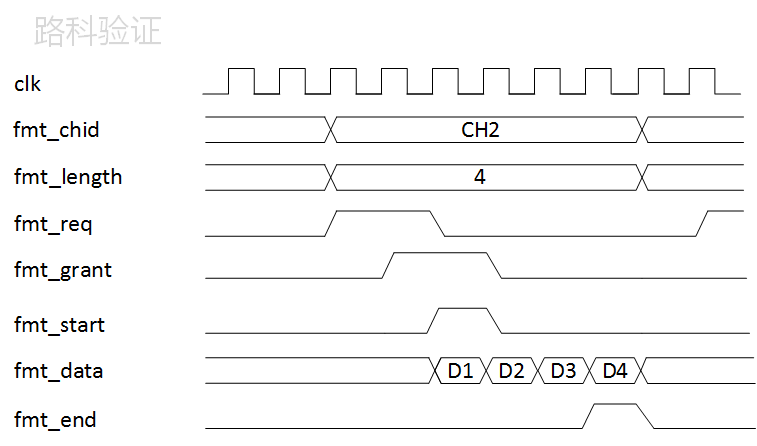 路科验证
clk
fmt_chid CH2
fmt_length 4
fmt_req
fmt_grant
fmt_start
fmt_data D1 D2 D3 D4
fmt_end